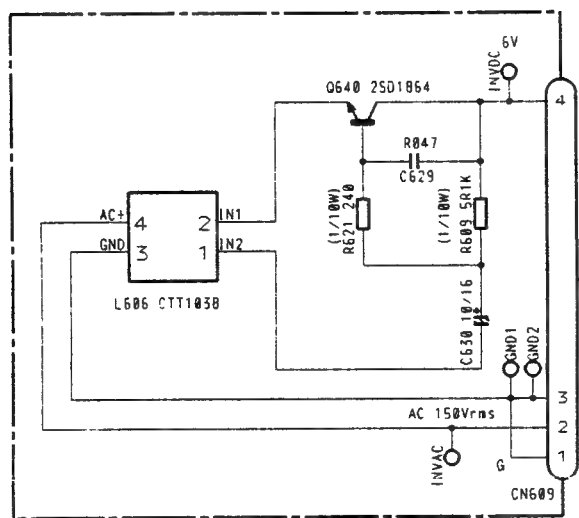 6V
INVDC
Q640 2SD1864
4
R047
C629
(1/10W)
R621 240
(1/10W)
R609 5R1K
AC+
4
2
IN1
GND
3
1
IN2
L606 CTT1038
C630 10/16
+
GND1
GND2
3
AC 150Vrms
2
INVAC
G
1
CN609